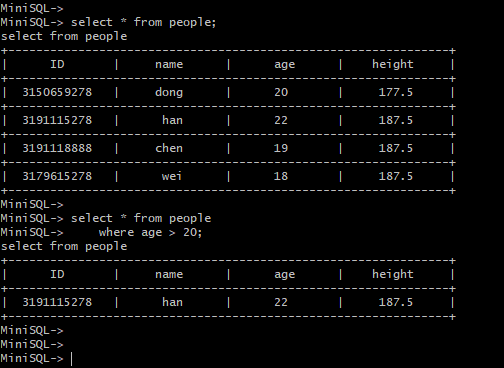 MiniSQL->
MiniSQL-> select * from people;
select from people
+----------------------------------------------------------+
|      ID       |      name      |      age      |    height     |
+----------------------------------------------------------+
|  3150659278   |      dong      |      20       |     177.5     |
+----------------------------------------------------------+
|  3191115278   |       han      |      22       |     187.5     |
+----------------------------------------------------------+
|  3191118888   |      chen      |      19       |     187.5     |
+----------------------------------------------------------+
|  3179615278   |       wei      |      18       |     187.5     |
+----------------------------------------------------------+
MiniSQL->
MiniSQL-> select * from people
MiniSQL->     where age > 20;
select from people
+----------------------------------------------------------+
|      ID       |      name      |      age      |    height     |
+----------------------------------------------------------+
|  3191115278   |       han      |      22       |     187.5     |
+----------------------------------------------------------+
MiniSQL->
MiniSQL->
MiniSQL->